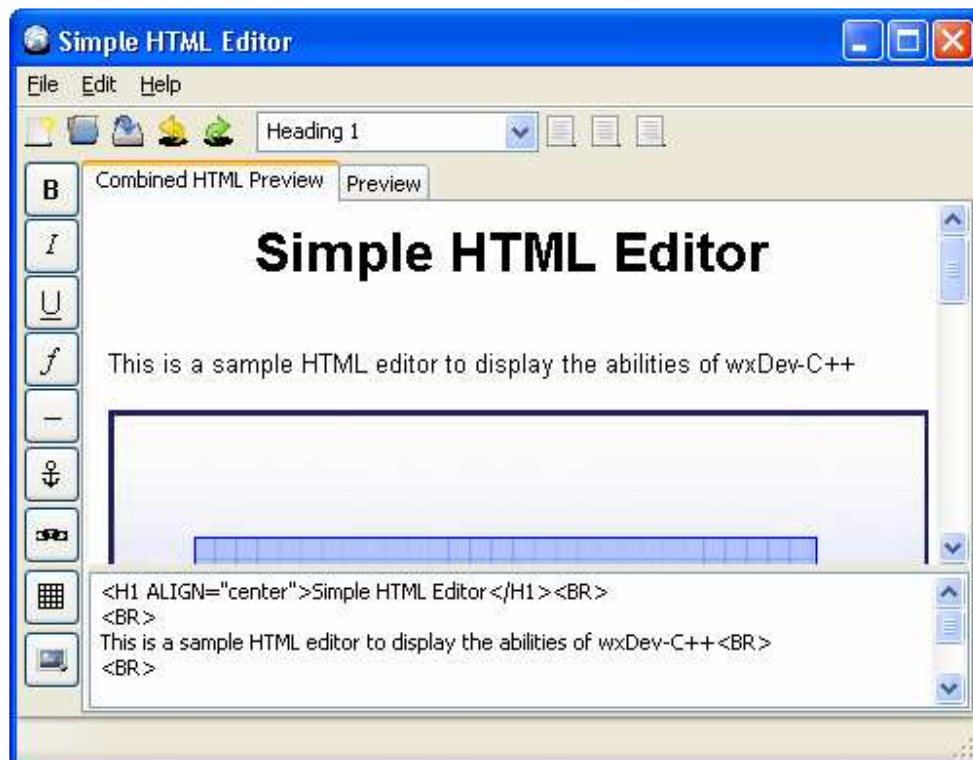 Simple HTML Editor
File Edit Help
Heading 1
B
I
U
f
Combined HTML Preview Preview
Simple HTML Editor
This is a sample HTML editor to display the abilities of wxDev-C++
<H1 ALIGN="center">Simple HTML Editor</H1><BR>
<BR>
This is a sample HTML editor to display the abilities of wxDev-C++<BR>
<BR>